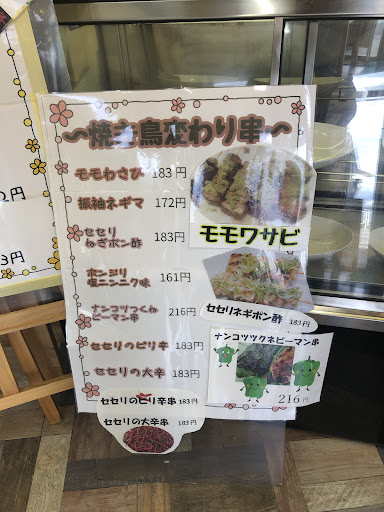 〜焼き鳥変わり串〜
モモわさび 183円
振袖ネギマ 172円
セセリ
ねぎポン酢 183円
ボンジリ
塩ニンニク味 161円
ナンコツつくね
ピーマン串 216円
セセリのピリキ 183円
セセリの大辛 183円
セセリのピリ辛串 183円
セセリの大辛串 183円
モモワサビ
セセリネギポン酢 183円
ナンコツツクネピーマン串
216円
円
3円